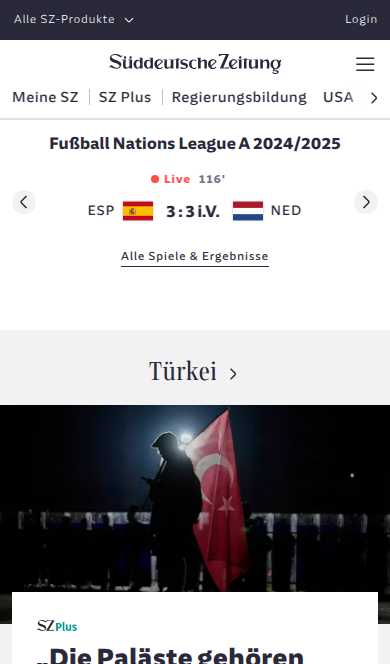 Alle SZ-Produkte
Login
Süddeutsche Zeitung
Meine SZ
SZ Plus
Regierungsbildung
USA
Fußball Nations League A 2024/2025
Live 116'
ESP 3:3 i.V. NED
Alle Spiele & Ergebnisse
Türkei
SZ Plus
„Die Paläste gehören